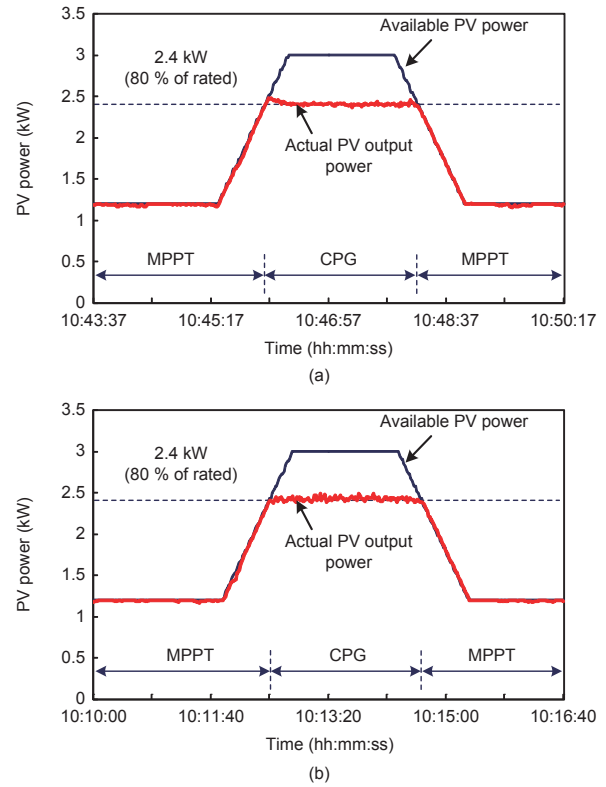 3.5
3
2.5
2
1.5
1
0.5
0
PV power (kW)
2.4 kW
(80 % of rated)
Available PV power
Actual PV output
power
MPPT
CPG
MPPT
10:43:37
10:45:17
10:46:57
10:48:37
10:50:17
Time (hh:mm:ss)
(a)
3.5
3
2.5
2
1.5
1
0.5
0
PV power (kW)
2.4 kW
(80 % of rated)
Available PV power
Actual PV output
power
MPPT
CPG
MPPT
10:10:00
10:11:40
10:13:20
10:15:00
10:16:40
Time (hh:mm:ss)
(b)